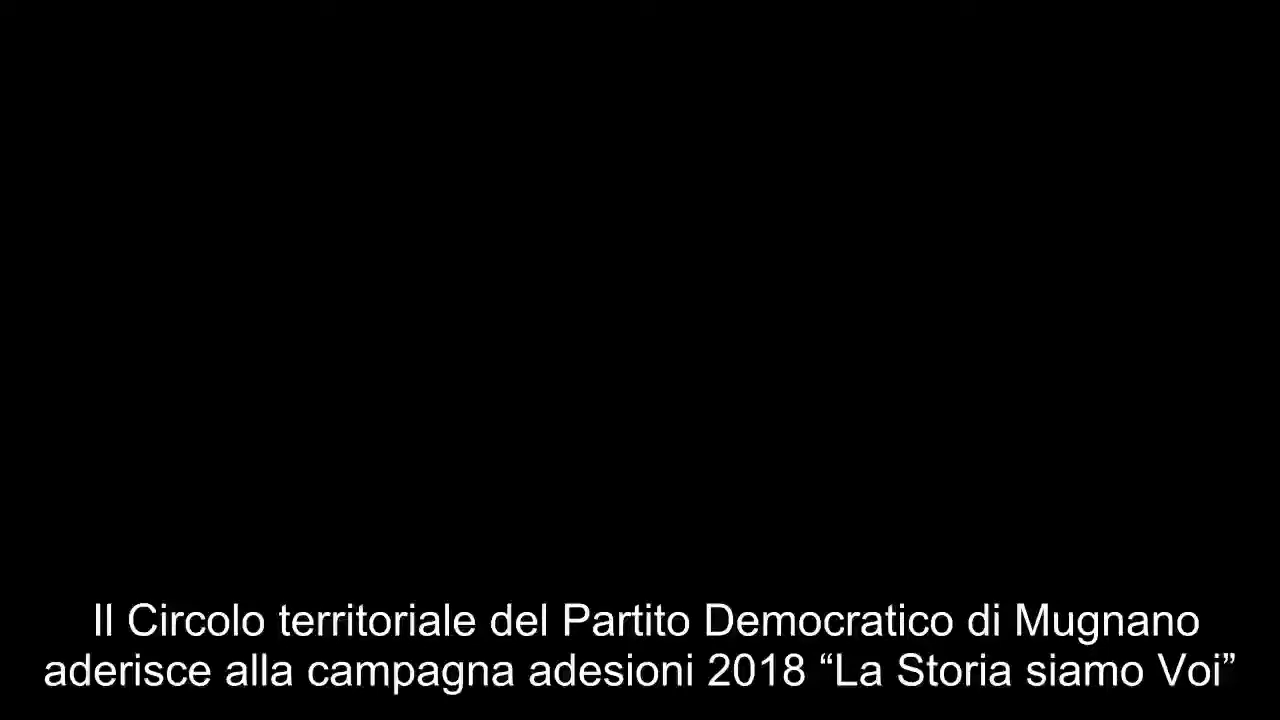 Il Circolo territoriale del Partito Democratico di Mugnano
aderisce alla campagna adesioni 2018 “La Storia siamo Voi”